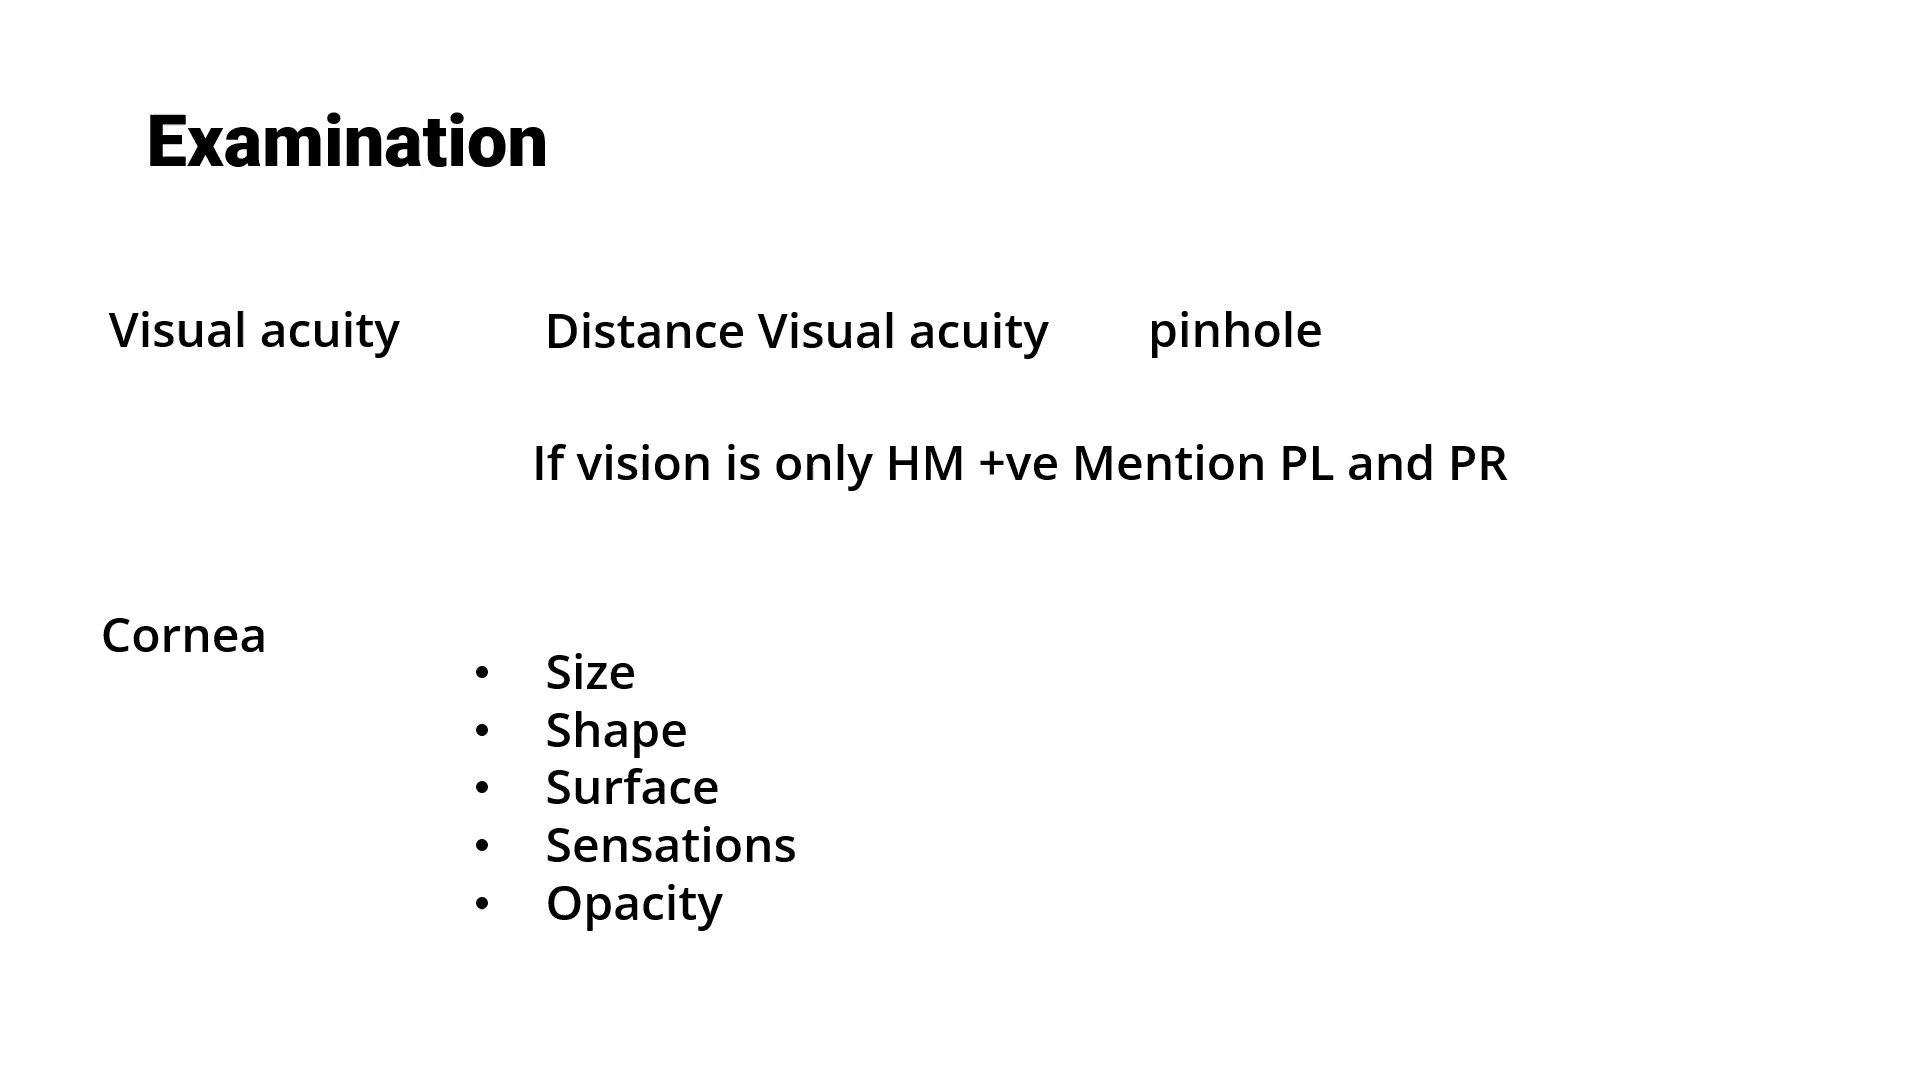 Examination
Visual acuity Distance Visual acuity pinhole
If vision is only HM +ve Mention PL and PR
Cornea
• Size
• Shape
• Surface
• Sensations
• Opacity